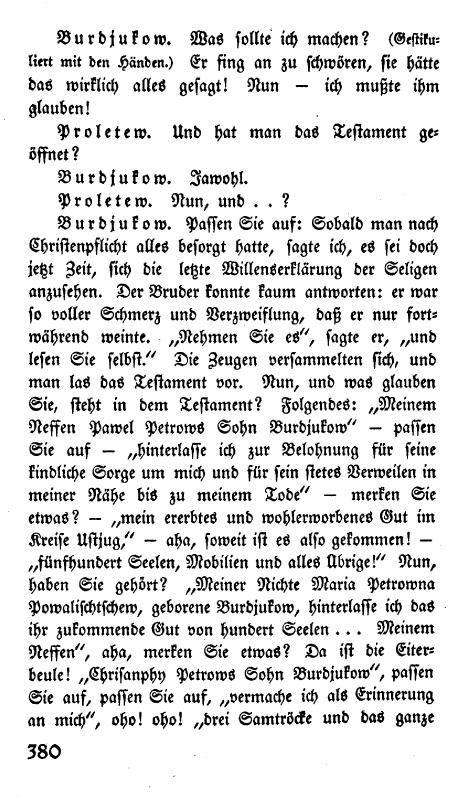 Burdjukow. Was sollte ich machen? (Gestiku-
liert mit den Händen.) Er fing an zu schwören, sie hätte
das wirklich alles gesagt! Nun — ich mußte ihm
glauben!
Proletew. Und hat man das Testament ge-
öffnet?
Burdjukow. Jawohl.
Proletew. Nun, und . . ?
Burdjukow. Passen Sie auf: Sobald man nach
Christenpflicht alles besorgt hatte, sagte ich, es sei doch
jetzt Zeit, sich die letzte Willenserklärung der Seligen
anzusehen. Der Bruder konnte kaum antworten: er war
so voller Schmerz und Verzweiflung, daß er nur fort-
während weinte. „Nehmen Sie es“, sagte er, „und
lesen Sie selbst.“ Die Zeugen versammelten sich, und
man las das Testament vor. Nun, und was glauben
Sie, steht in dem Testament? Folgendes: „Meinem
Neffen Pawel Petrows Sohn Burdjukow“ — passen
Sie auf — „hinterlasse ich zur Belohnung für seine
kindliche Sorge um mich und für sein stetes Verweilen in
meiner Nähe bis zu meinem Tode“ — merken Sie
etwas? — „mein ererbtes und wohlerworbenes Gut im
Kreise Ustjug,“ — aha, soweit ist es also gekommen! —
„fünfhundert Seelen, Mobilien und alles Übrige!“ Nun,
haben Sie gehört? „Meiner Nichte Maria Petrowna
Powalischtschew, geborene Burdjukow, hinterlasse ich das
ihr zukommende Gut von hundert Seelen . . . Meinem
Neffen“, aha, merken Sie etwas? Da ist die Eiter-
beule! „Chrisanphy Petrows Sohn Burdjukow“, passen
Sie auf, passen Sie auf, „vermache ich als Erinnerung
an mich“, oho! oho! „drei Samtröcke und das ganze
380